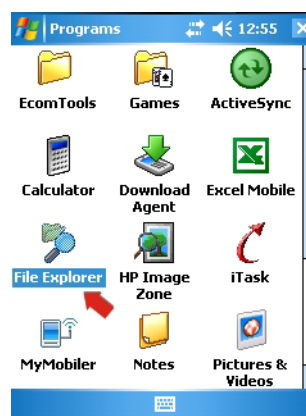 Programs 12:55
EcomTools Games ActiveSync
Calculator Download Agent Excel Mobile
File Explorer HP Image Zone iTask
MyMobiler Notes Pictures & Videos